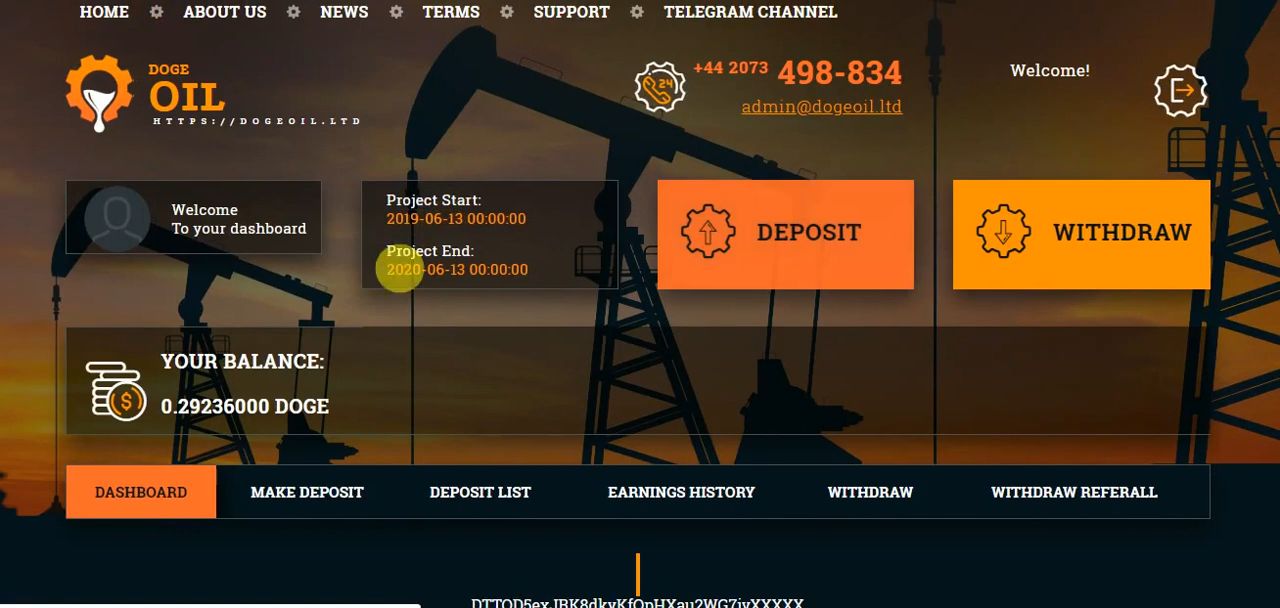 HOME ABOUT US NEWS TERMS SUPPORT TELEGRAM CHANNEL
DOGE
OIL
HTTPS://DOGEOIL.LTD
24
+44 2073 498-834
admin@dogeoil.ltd
Welcome!
Welcome
To your dashboard
Project Start:
2019-06-13 00:00:00
Project End:
2020-06-13 00:00:00
DEPOSIT
WITHDRAW
YOUR BALANCE:
0.29236000 DOGE
DASHBOARD MAKE DEPOSIT DEPOSIT LIST EARNINGS HISTORY WITHDRAW WITHDRAW REFERALL